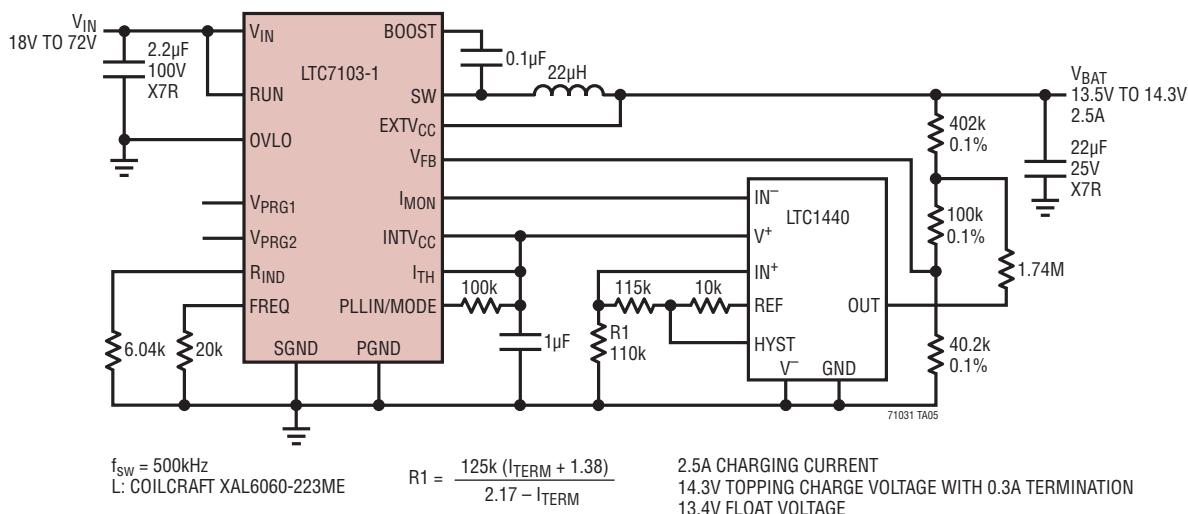 VIN
18V TO 72V
2.2µF
100V
X7R
VIN
RUN
OVLO
VPRG1
VPRG2
RIND
FREQ
LTC7103-1
BOOST
SW
EXTVCC
VFB
IMON
INTVCC
ITH
PLLIN/MODE
SGND
PGND
6.04k
20k
0.1µF
22µH
100k
1µF
115k
10k
R1
110k
IN–
V+
IN+
REF
HYST
V–
GND
LTC1440
OUT
402k
0.1%
100k
0.1%
1.74M
40.2k
0.1%
VBAT
13.5V TO 14.3V
2.5A
22µF
25V
X7R
71031 TA05
fSW = 500kHz
L: COILCRAFT XAL6060-223ME
R1 = 125k (ITERM + 1.38)
2.17 – ITERM
2.5A CHARGING CURRENT
14.3V TOPPING CHARGE VOLTAGE WITH 0.3A TERMINATION
13.4V FLOAT VOLTAGE